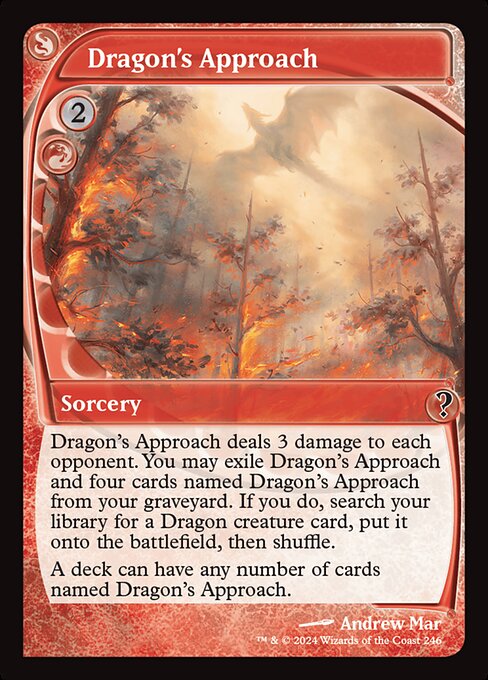 Dragon's Approach
2
Sorcery
?
Dragon's Approach deals 3 damage to each
opponent. You may exile Dragon's Approach
and four cards named Dragon's Approach
from your graveyard. If you do, search your
library for a Dragon creature card, put it
onto the battlefield, then shuffle.
A deck can have any number of cards
named Dragon's Approach.
Andrew Mar
™ & © 2024 Wizards of the Coast 246